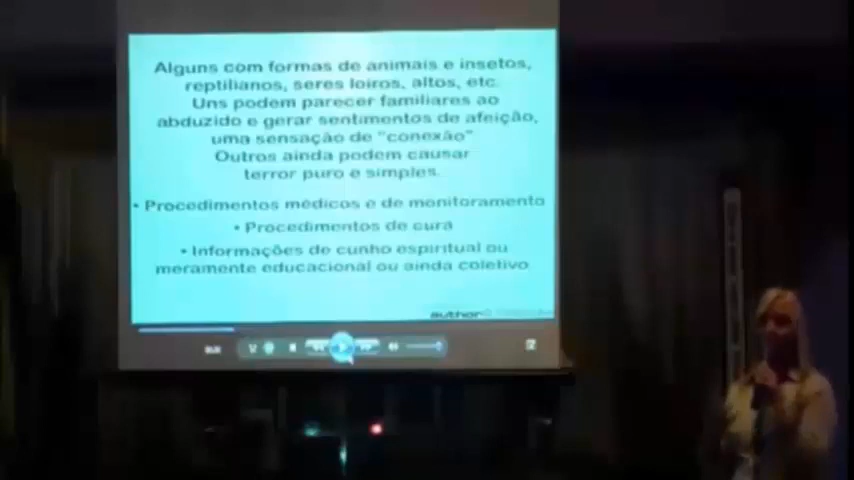 Alguns com formas de animais e insetos,
reptilianos, seres loiros, altos, etc.
Uns podem parecer familiares ao
abduzido e gerar sentimentos de afeição,
uma sensação de "conexão".
Outros ainda podem causar
terror puro e simples.
• Procedimentos médicos e de monitoramento
• Procedimentos de cura
• Informações de cunho espiritual ou
meramente educacional ou ainda coletivo